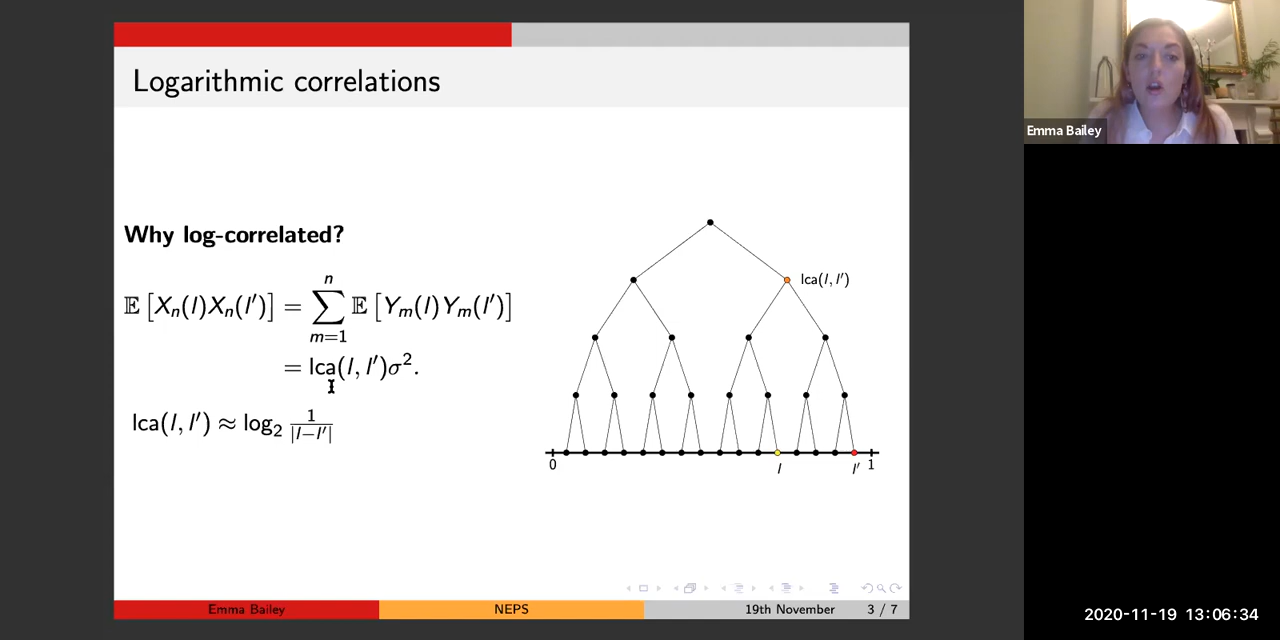 Logarithmic correlations
Why log-correlated?
𝔼 [Xₙ(l)Xₙ(l′)] = ∑ₘ₌₁ⁿ 𝔼 [Yₘ(l)Yₘ(l′)]
= lca(l, l′)σ².
lca(l, l′) ≈ log₂ 1/|l−l′|
lca(l, l′)
0 l l′ 1
Emma Bailey NEPS 19th November 3 / 7
Emma Bailey
2020-11-19 13:06:34